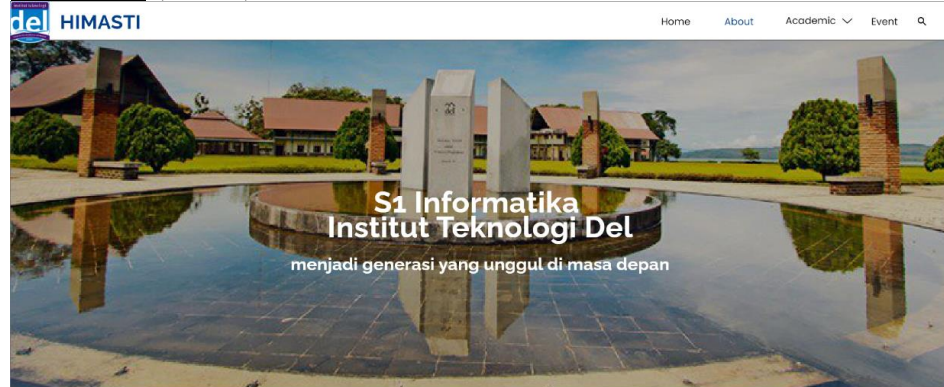 del
HIMASTI
Home
About
Academic
Event
S1 Informatika
Institut Teknologi Del
menjadi generasi yang unggul di masa depan